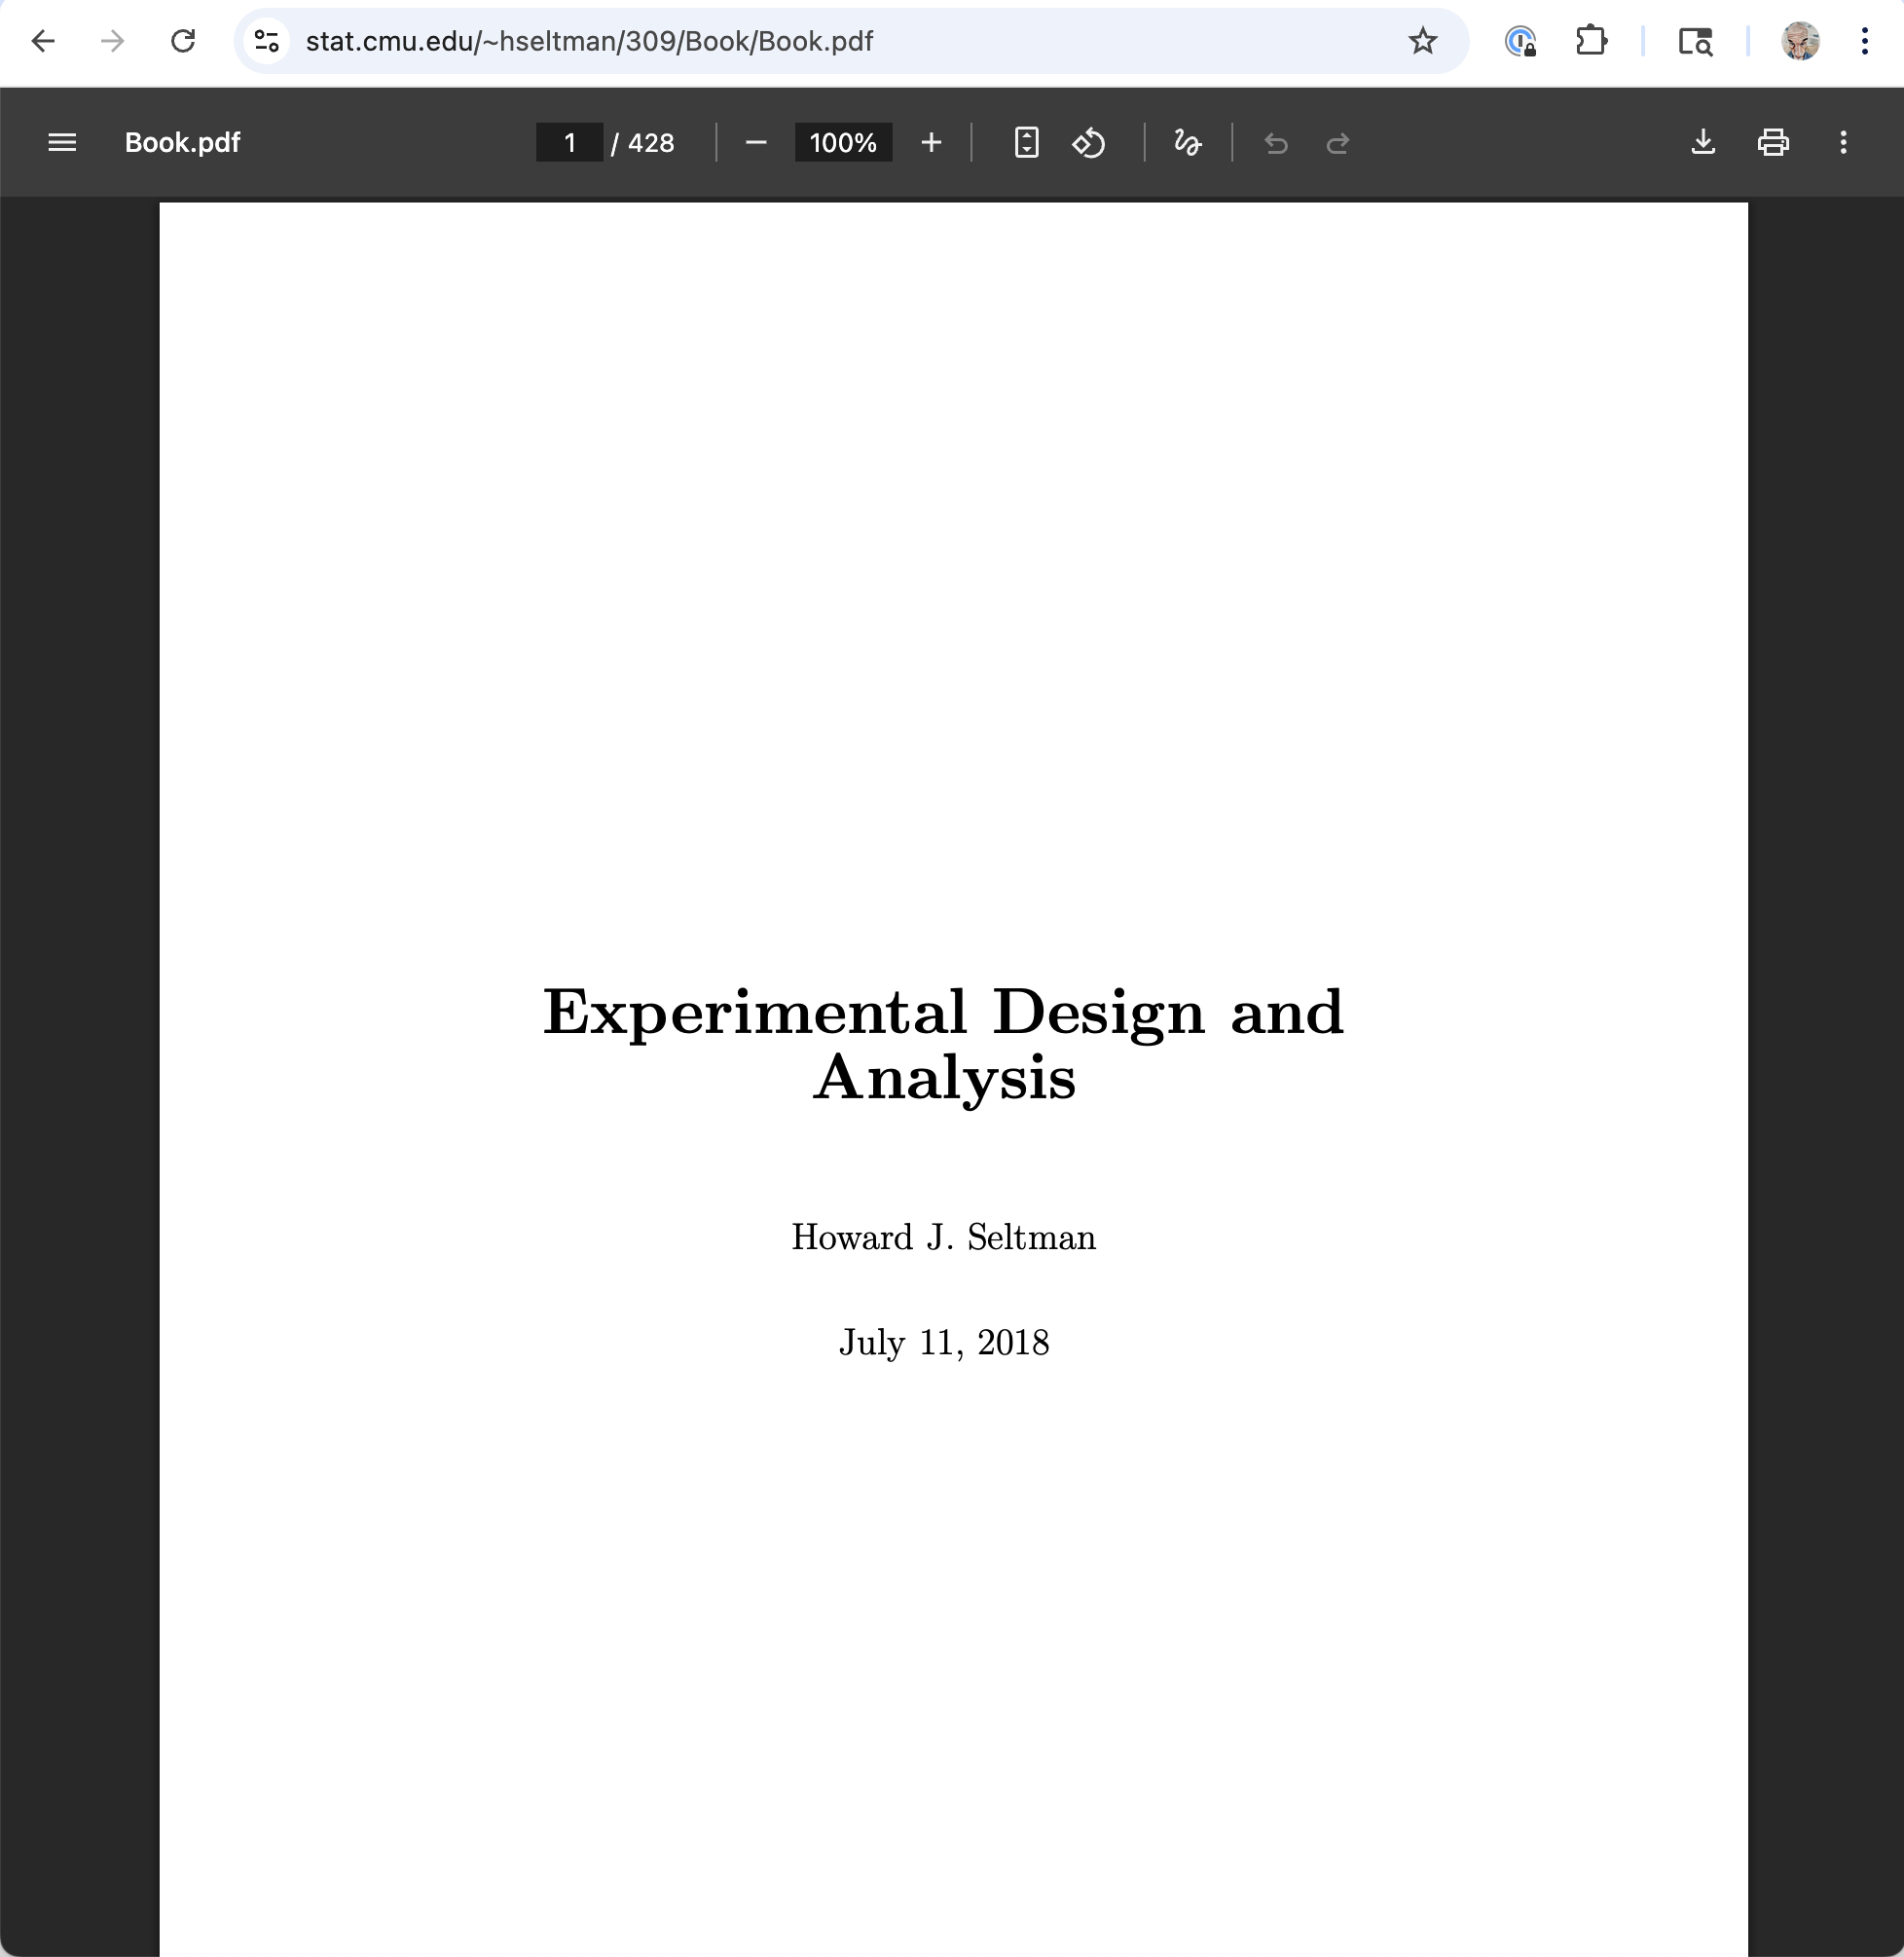 stat.cmu.edu/~hseltman/309/Book/Book.pdf
Book.pdf
1 / 428
100%
Experimental Design and
Analysis
Howard J. Seltman
July 11, 2018